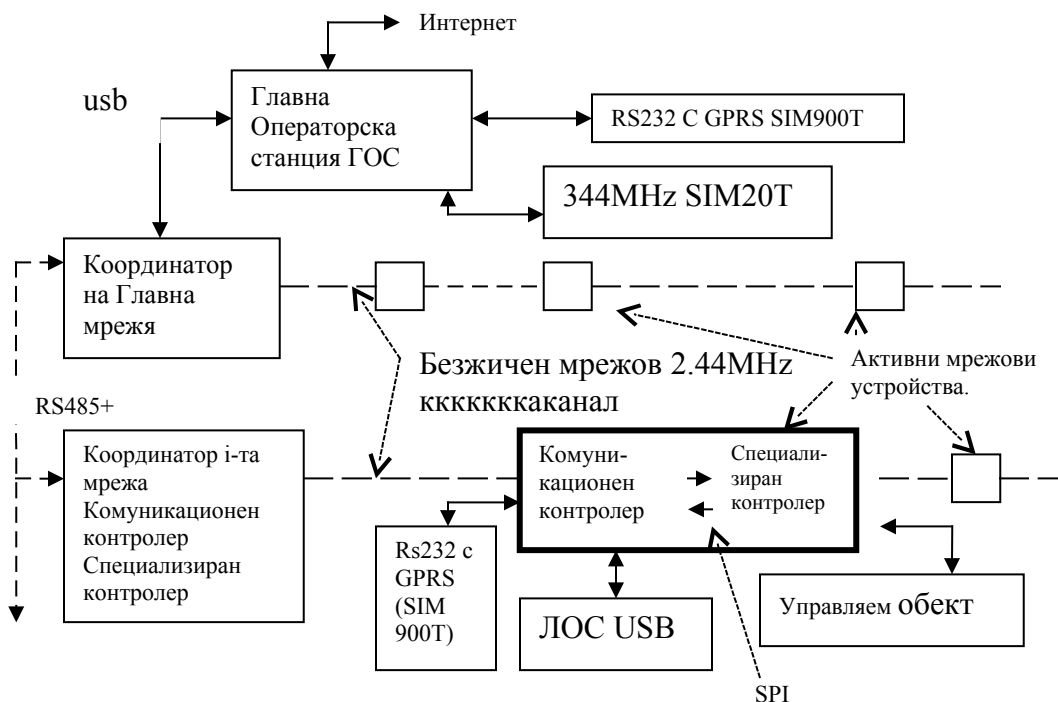 Интернет
usb
Главна
Операторска
станция ГОС
RS232 C GPRS SIM900T
344MHz SIM20T
Координатор
на Главна
мрежя
Безжичен мрежов 2.44MHz
ккккккккаканал
Активни мрежови
устройства.
RS485+
Координатор i-та
мрежа
Комуникационен
контролер
Специализиран
контролер
Комуни-
кационен
контролер
Специали-
зиран
контролер
Rs232 с
GPRS
(SIM
900T)
ЛОС USB
Управляем обект
SPI